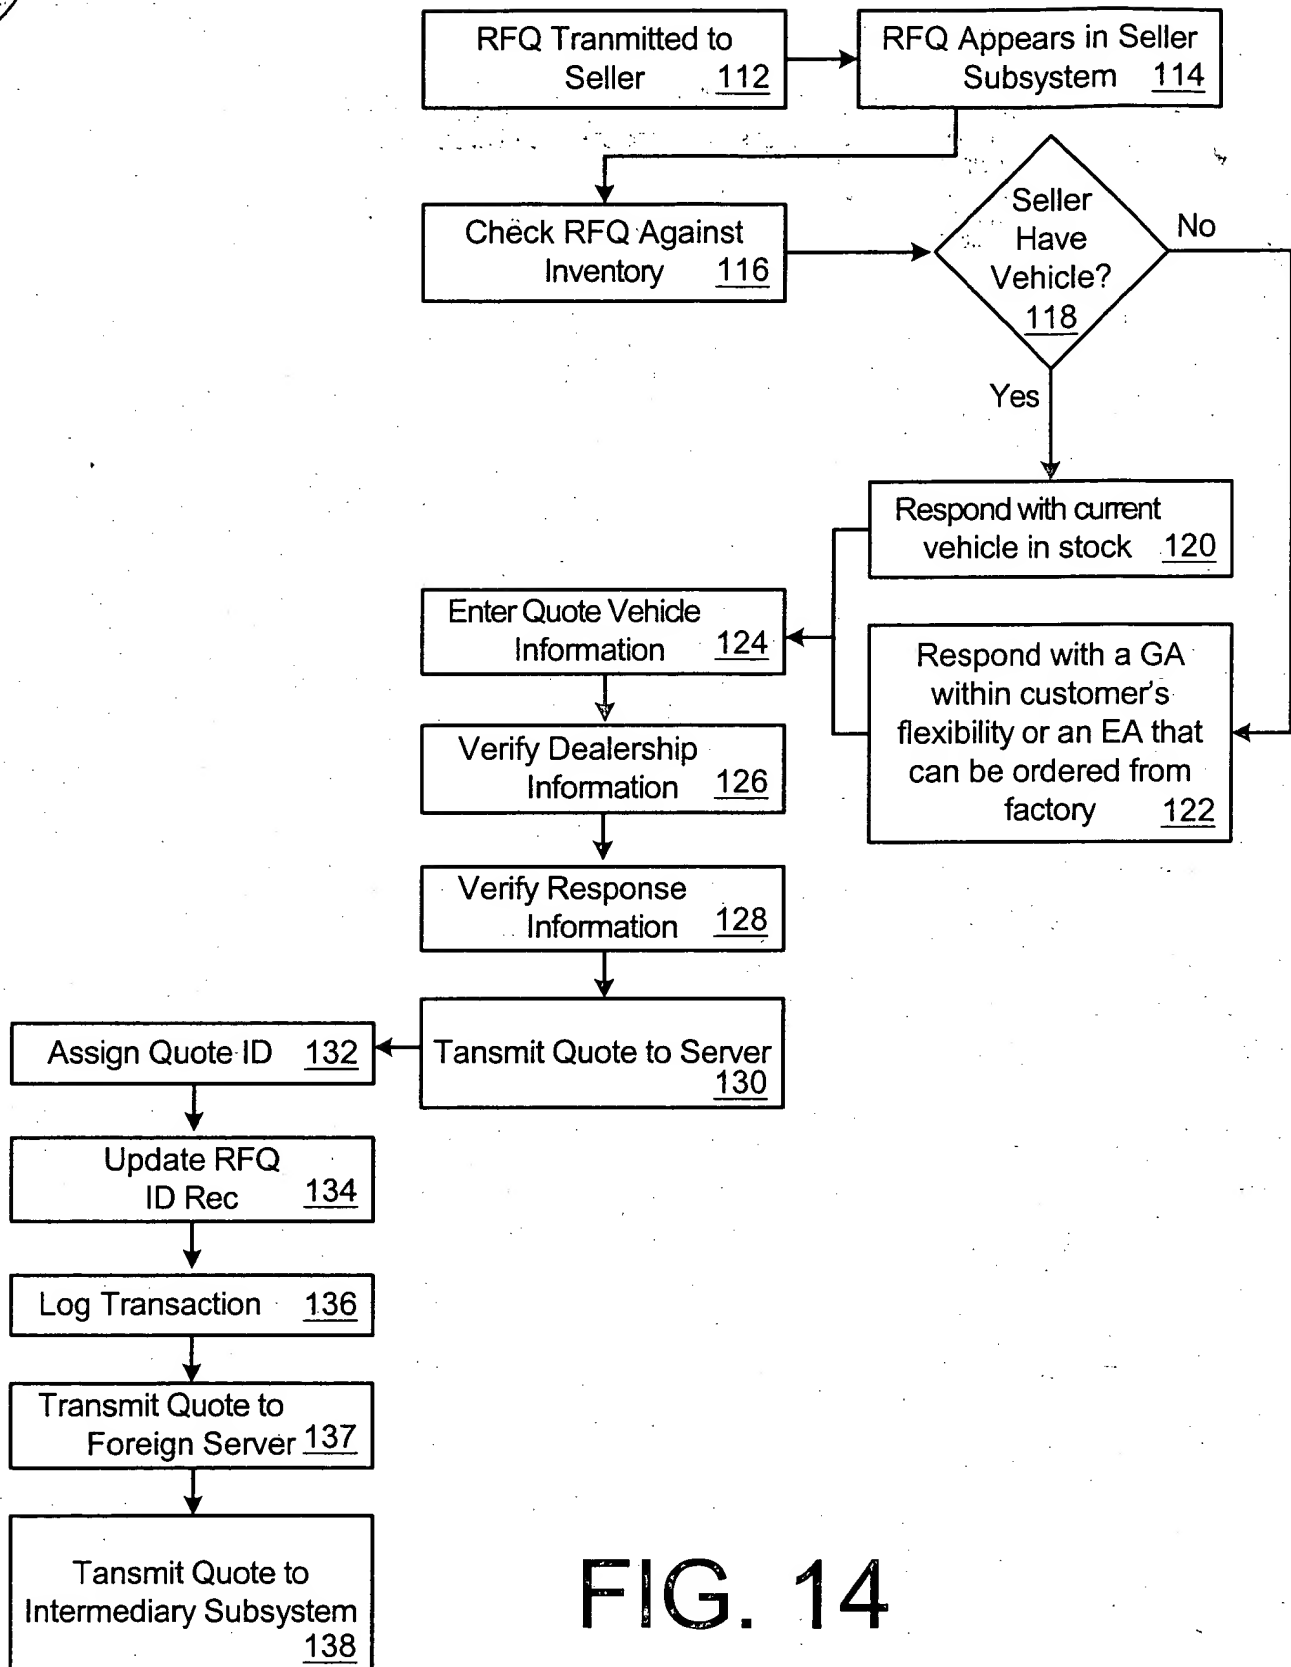 RFQ Tranmitted to
Seller 112
RFQ Appears in Seller
Subsystem 114
Check RFQ Against
Inventory 116
Seller
Have
Vehicle?
118
No
Yes
Respond with current
vehicle in stock 120
Respond with a GA
within customer's
flexibility or an EA that
can be ordered from
factory 122
Enter Quote Vehicle
Information 124
Verify Dealership
Information 126
Verify Response
Information 128
Tansmit Quote to Server
130
Assign Quote ID 132
Update RFQ
ID Rec 134
Log Transaction 136
Transmit Quote to
Foreign Server 137
Tansmit Quote to
Intermediary Subsystem
138
FIG. 14